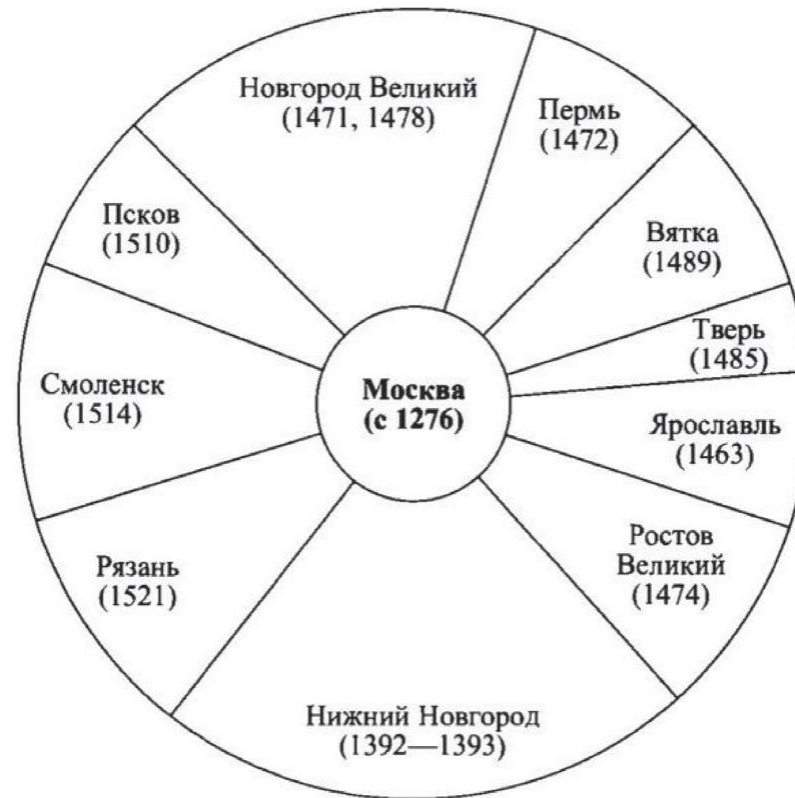 Новгород Великий
(1471, 1478)
Пермь
(1472)
Вятка
(1489)
Тверь
(1485)
Ярославль
(1463)
Ростов
Великий
(1474)
Нижний Новгород
(1392—1393)
Рязань
(1521)
Смоленск
(1514)
Псков
(1510)
Москва
(с 1276)